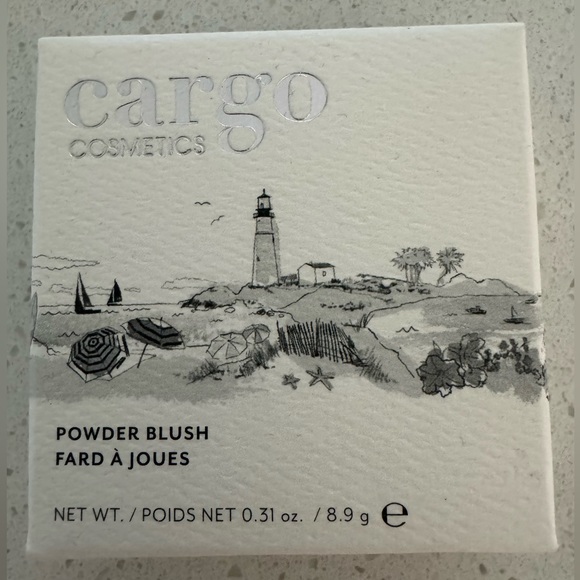 cargo
COSMETICS
POWDER BLUSH
FARD À JOUES
NET WT. / POIDS NET 0.31 oz. / 8.9 g ℮